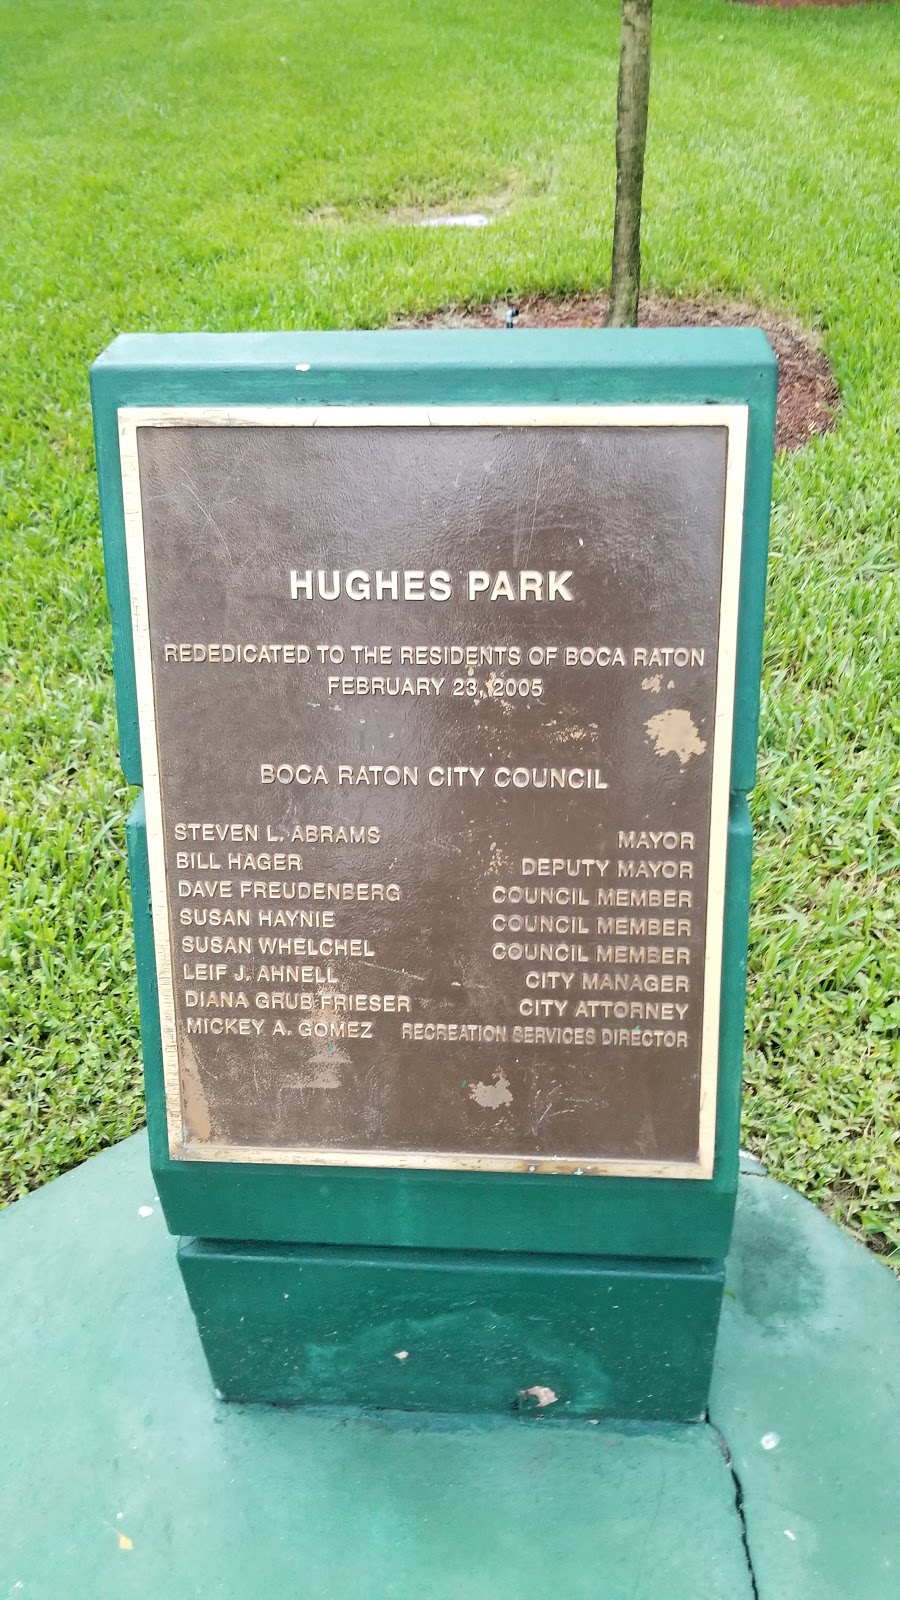 HUGHES PARK
REDEDICATED TO THE RESIDENTS OF BOCA RATON
FEBRUARY 23, 2005
BOCA RATON CITY COUNCIL
STEVEN L. ABRAMS MAYOR
BILL HAGER DEPUTY MAYOR
DAVE FREUDENBERG COUNCIL MEMBER
SUSAN HAYNIE COUNCIL MEMBER
SUSAN WHELCHEL COUNCIL MEMBER
LEIF J. AHNELL CITY MANAGER
DIANA GRUB FRIESER CITY ATTORNEY
MICKEY A. GOMEZ RECREATION SERVICES DIRECTOR